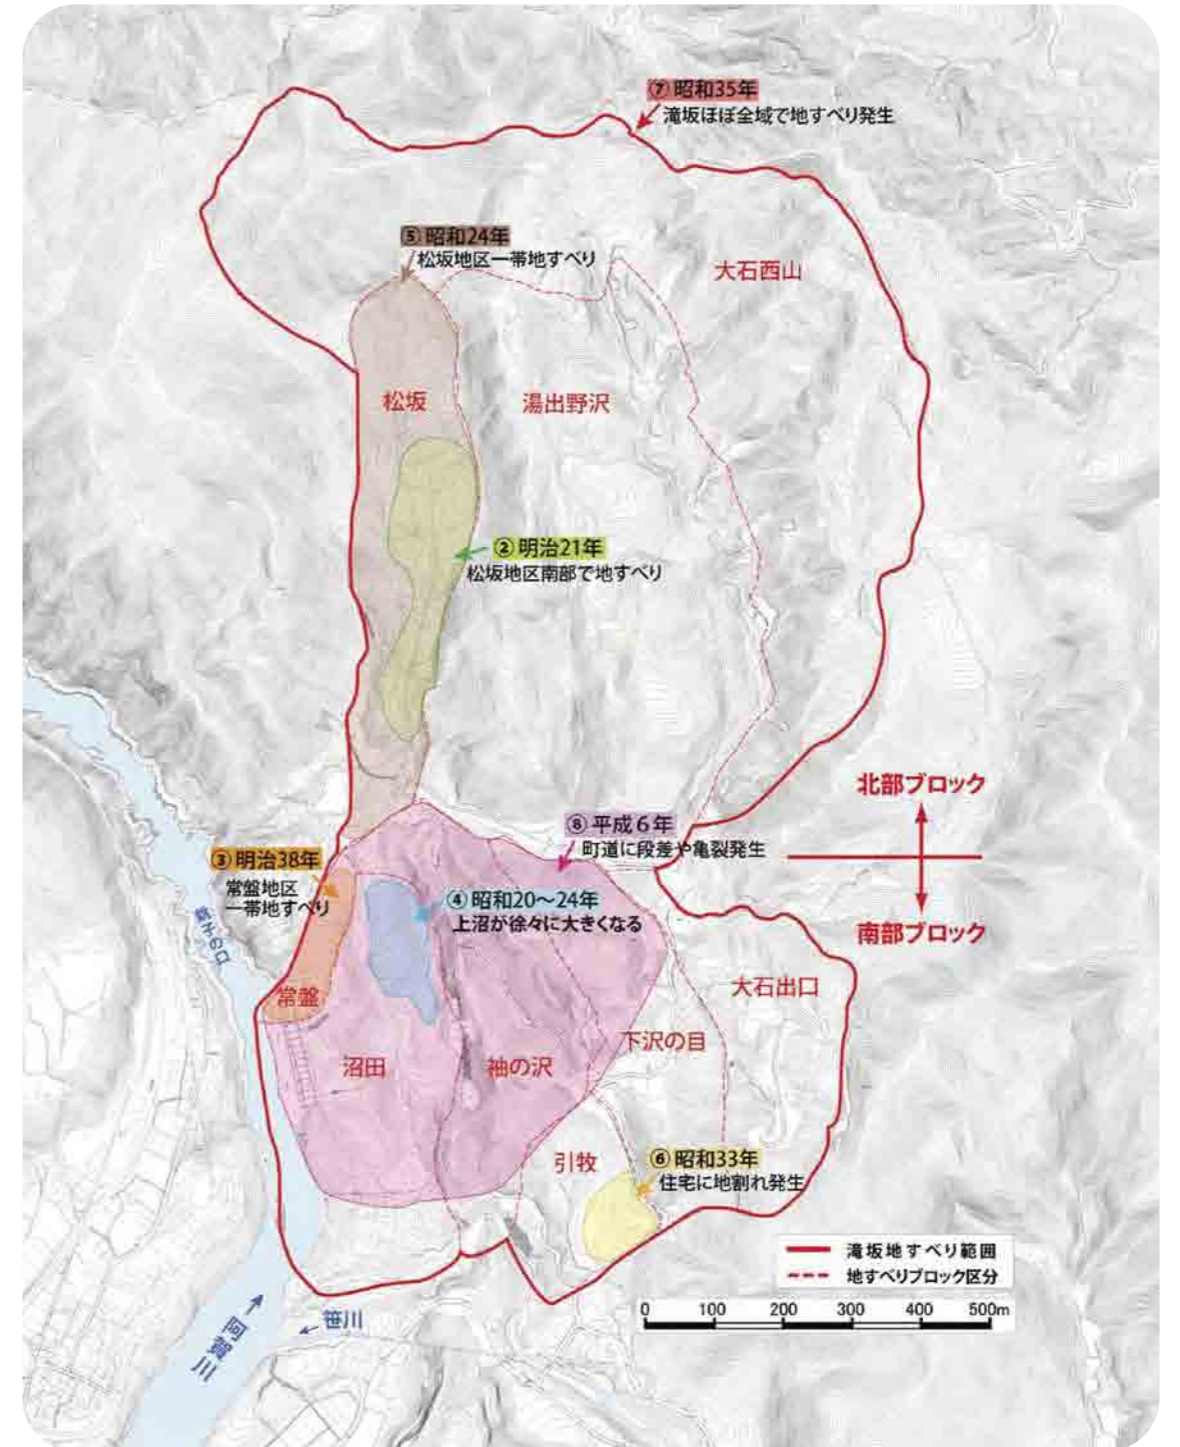 ⑦ 昭和35年
滝坂ほぼ全域で地すべり発生
⑤ 昭和24年
松坂地区一帯地すべり
大石西山
松坂
湯出野沢
② 明治21年
松坂地区南部で地すべり
北部ブロック
⑧ 平成6年
町道に段差や亀裂発生
③ 明治38年
常盤地区
一帯地すべり
④ 昭和20～24年
上沼が徐々に大きくなる
南部ブロック
銚子の口
大石出口
常盤
下沢の目
沼田
袖の沢
引牧
⑥ 昭和33年
住宅に地割れ発生
滝坂地すべり範囲
地すべりブロック区分
0 100 200 300 400 500m
笹川
阿賀川